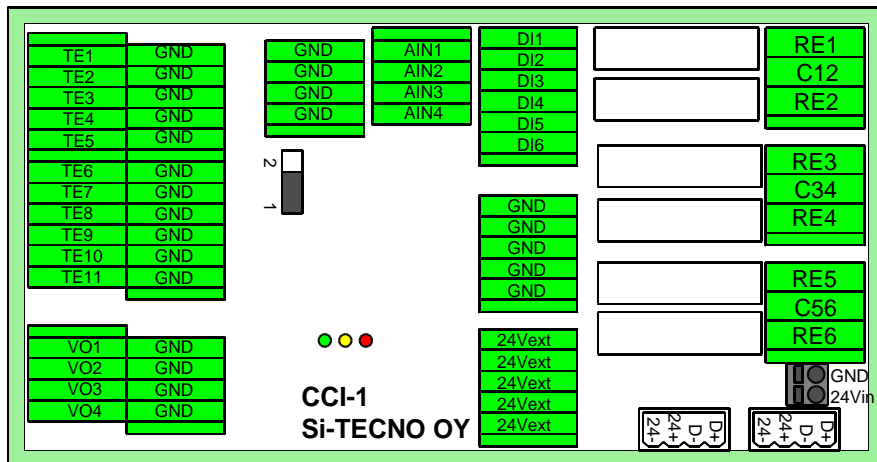 TE1 GND
TE2 GND
TE3 GND
TE4 GND
TE5 GND
TE6 GND
TE7 GND
TE8 GND
TE9 GND
TE10 GND
TE11 GND
VO1 GND
VO2 GND
VO3 GND
VO4 GND
GND AIN1
GND AIN2
GND AIN3
GND AIN4
2
1
CCI-1
Si-TECNO OY
DI1
DI2
DI3
DI4
DI5
DI6
GND
GND
GND
GND
GND
24Vext
24Vext
24Vext
24Vext
24Vext
RE1
C12
RE2
RE3
C34
RE4
RE5
C56
RE6
GND
24Vin
24-
24+
D-
D+
24-
24+
D-
D+